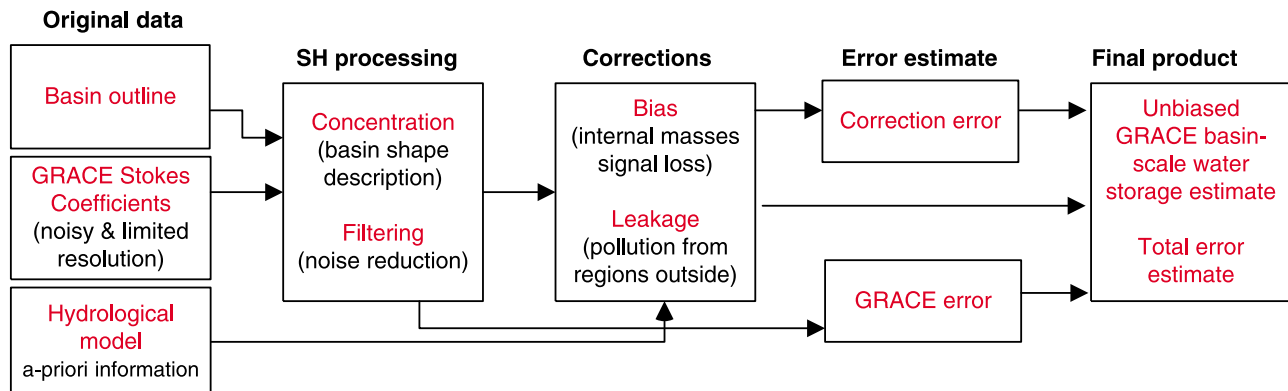 Original data
Basin outline
GRACE Stokes
Coefficients
(noisy & limited
resolution)
Hydrological
model
a-priori information
SH processing
Concentration
(basin shape
description)
Filtering
(noise reduction)
Corrections
Bias
(internal masses
signal loss)
Leakage
(pollution from
regions outside)
Error estimate
Correction error
GRACE error
Final product
Unbiased
GRACE basin-
scale water
storage estimate
Total error
estimate